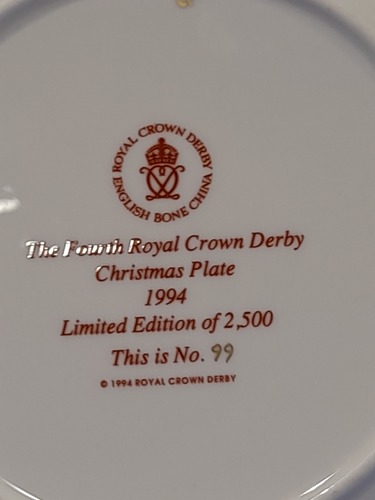 ROYAL CROWN DERBY
ENGLISH BONE CHINA
The Fourth Royal Crown Derby
Christmas Plate
1994
Limited Edition of 2,500
This is No. 99
© 1994 ROYAL CROWN DERBY